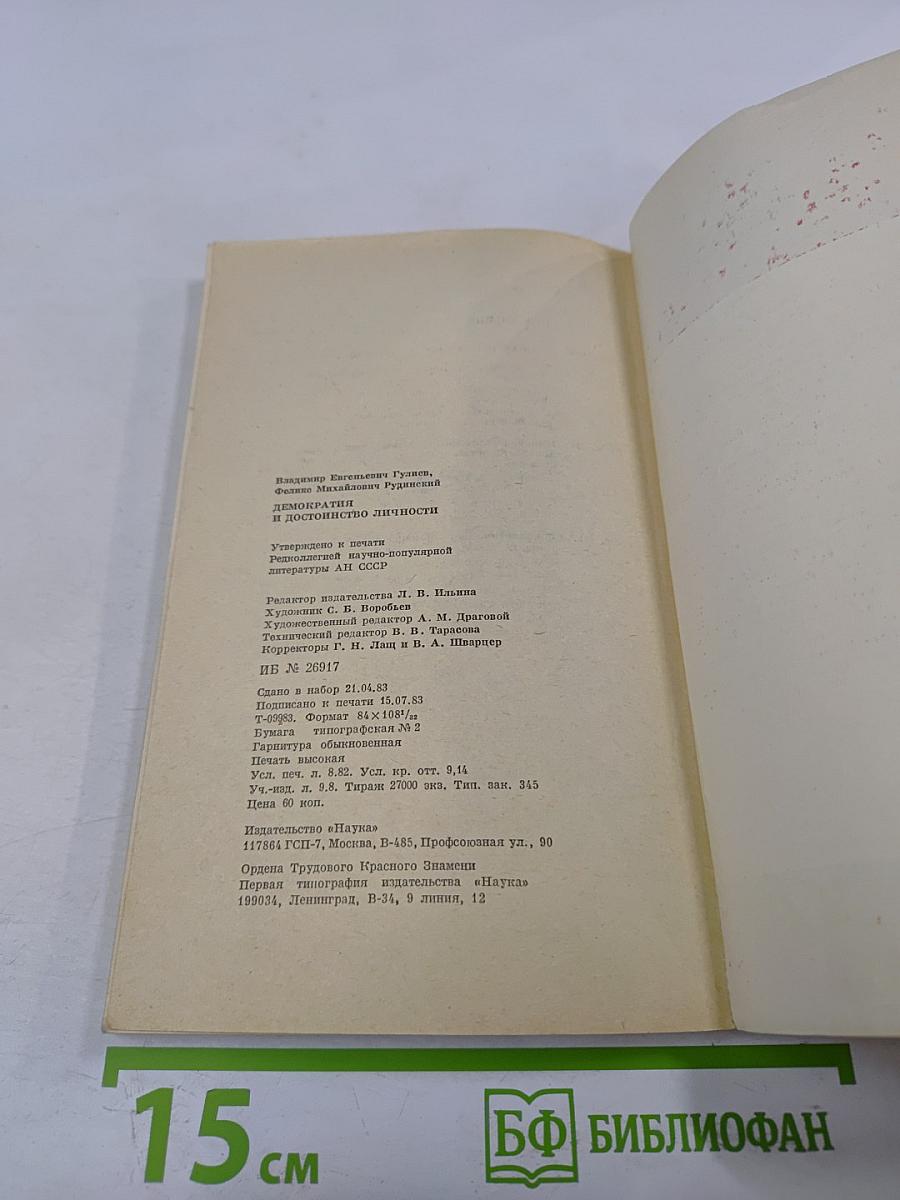 Владимир Евгеньевич Гулиев,
Феликс Михайлович Рудинский
ДЕМОКРАТИЯ
И ДОСТОИНСТВО ЛИЧНОСТИ
Утверждено к печати
Редколлегией научно-популярной
литературы АН СССР
Редактор издательства Л. В. Ильина
Художник С. Б. Воробьев
Художественный редактор А. М. Драговой
Технический редактор В. В. Тарасова
Корректоры Г. Н. Лащ и В. А. Шварцер
ИБ № 26917
Сдано в набор 21.04.83
Подписано к печати 15.07.83
Т-09983. Формат 84×108¹/₃₂
Бумага типографская № 2
Гарнитура обыкновенная
Печать высокая
Усл. печ. л. 8.82. Усл. кр. отт. 9,14
Уч.-изд. л. 9.8. Тираж 27000 экз. Тип. зак. 345
Цена 60 коп.
Издательство «Наука»
117864 ГСП-7, Москва, В-485, Профсоюзная ул., 90
Ордена Трудового Красного Знамени
Первая типография издательства «Наука»
199034, Ленинград, В-34, 9 линия, 12
15 см
БФ БИБЛИОФАН